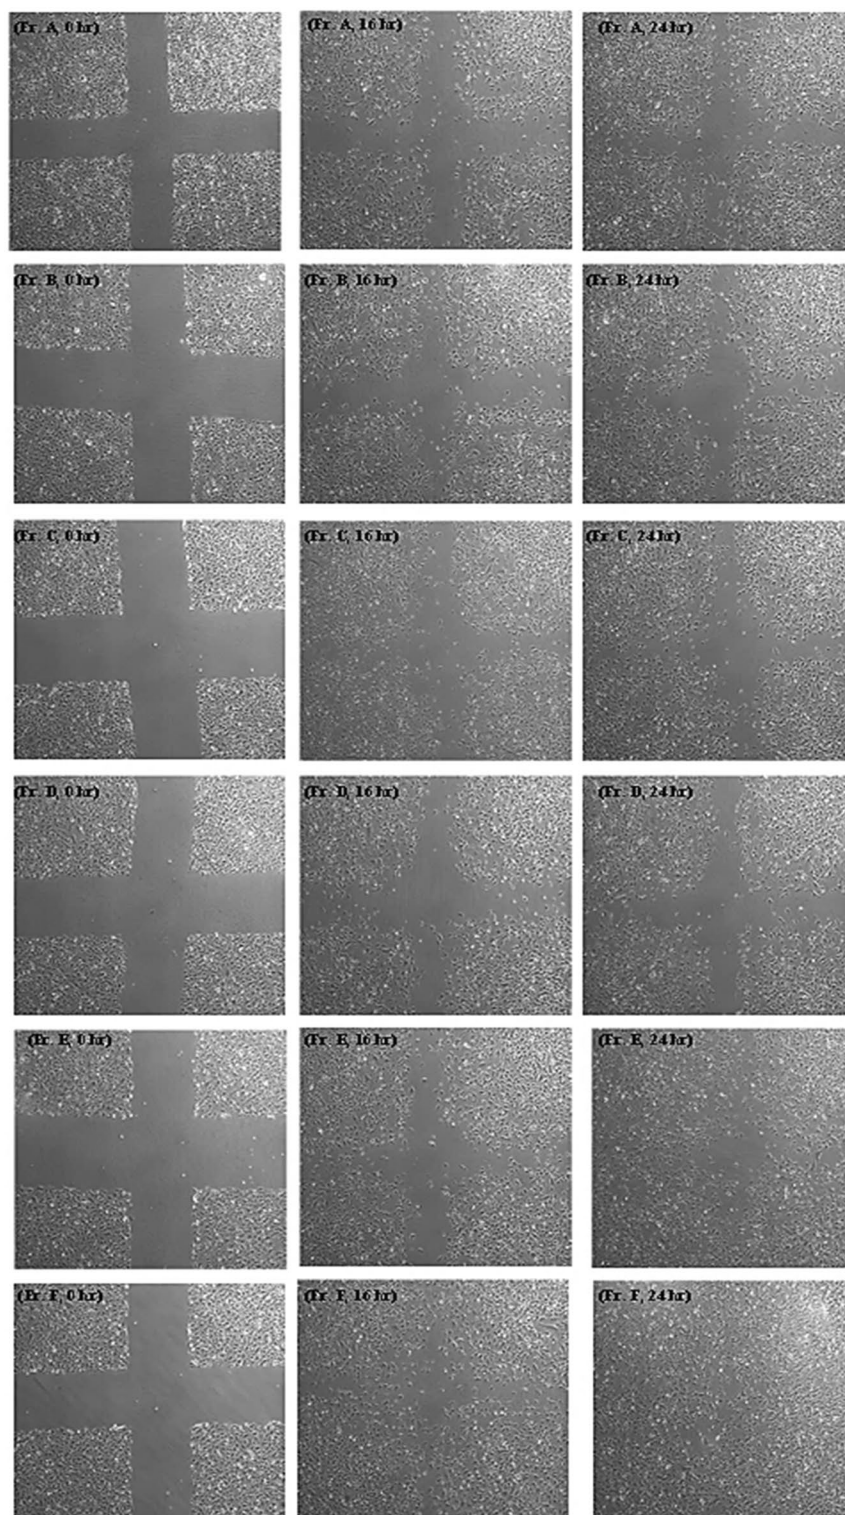 (Fr. A, 0 hr)
(Fr. A, 16 hr)
(Fr. A, 24 hr)
(Fr. B, 0 hr)
(Fr. B, 16 hr)
(Fr. B, 24 hr)
(Fr. C, 0 hr)
(Fr. C, 16 hr)
(Fr. C, 24 hr)
(Fr. D, 0 hr)
(Fr. D, 16 hr)
(Fr. D, 24 hr)
(Fr. E, 0 hr)
(Fr. E, 16 hr)
(Fr. E, 24 hr)
(Fr. F, 0 hr)
(Fr. F, 16 hr)
(Fr. F, 24 hr)